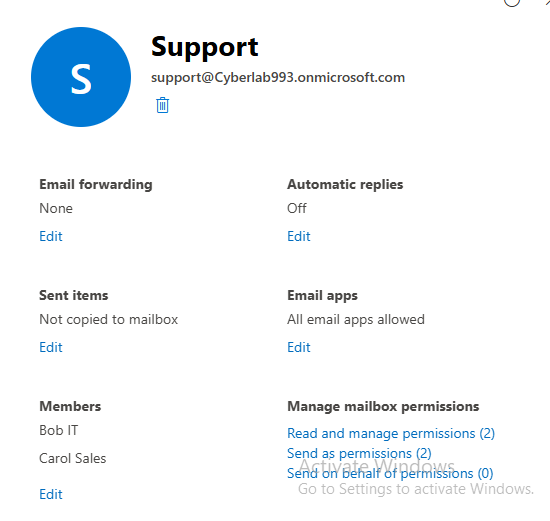 S
Support
support@Cyberlab993.onmicrosoft.com
Email forwarding
None
Edit
Automatic replies
Off
Edit
Sent items
Not copied to mailbox
Edit
Email apps
All email apps allowed
Edit
Members
Bob IT
Carol Sales
Edit
Manage mailbox permissions
Read and manage permissions (2)
Send as permissions (2)
Send on behalf of permissions (0)
Activate Windows
Go to Settings to activate Windows.